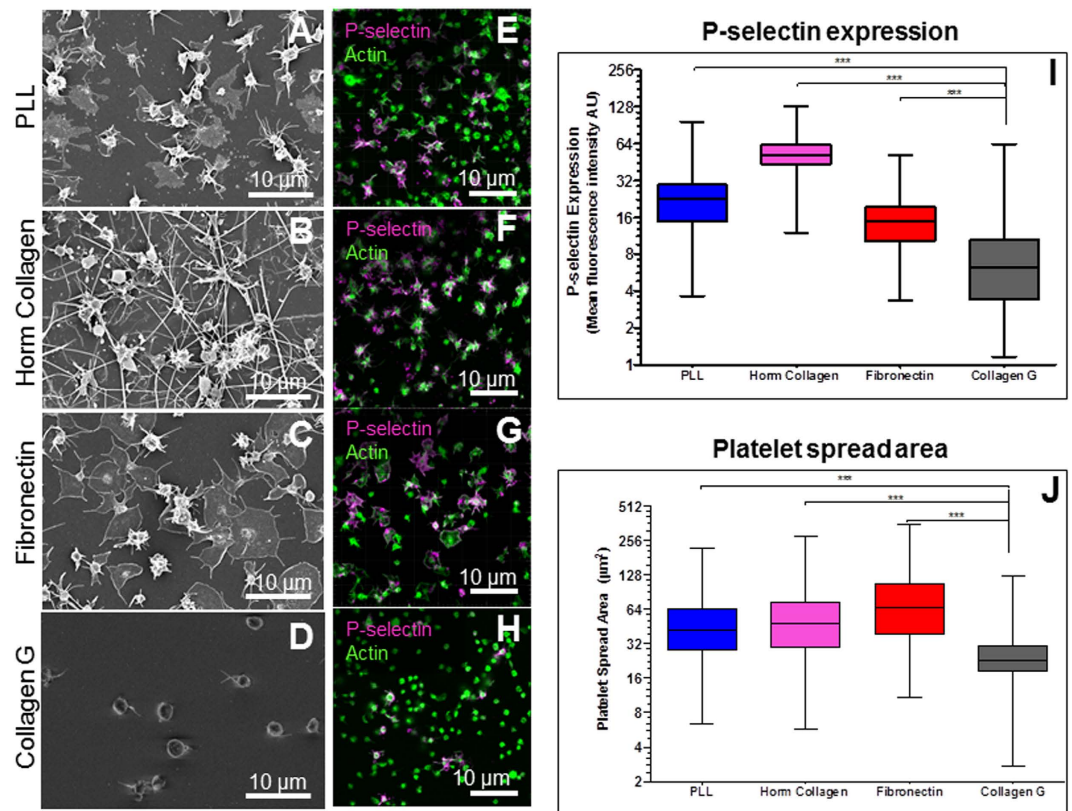 PLL
A
10 µm
P-selectin
Actin
E
10 µm
Horm Collagen
B
10 µm
P-selectin
Actin
F
10 µm
Fibronectin
C
10 µm
P-selectin
Actin
G
10 µm
Collagen G
D
10 µm
P-selectin
Actin
H
10 µm
P-selectin expression
I
***
***
***
P-selectin Expression
(Mean fluorescence intensity AU)
256
128
64
32
16
8
4
2
1
PLL Horm Collagen Fibronectin Collagen G
Platelet spread area
J
***
***
***
Platelet Spread Area (µm²)
512
256
128
64
32
16
8
4
2
PLL Horm Collagen Fibronectin Collagen G